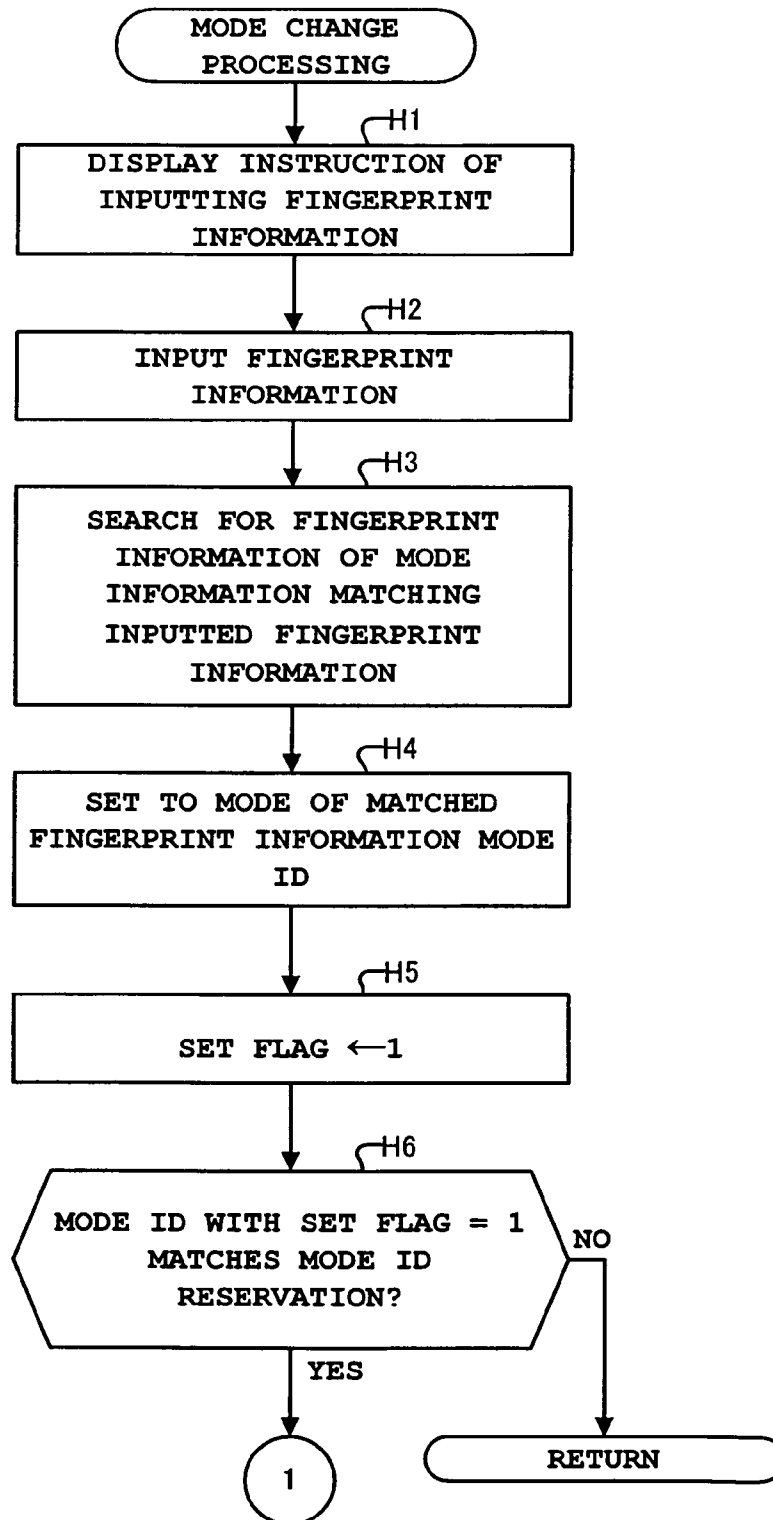 MODE CHANGE
PROCESSING
H1
DISPLAY INSTRUCTION OF
INPUTTING FINGERPRINT
INFORMATION
H2
INPUT FINGERPRINT
INFORMATION
H3
SEARCH FOR FINGERPRINT
INFORMATION OF MODE
INFORMATION MATCHING
INPUTTED FINGERPRINT
INFORMATION
H4
SET TO MODE OF MATCHED
FINGERPRINT INFORMATION MODE
ID
H5
SET FLAG ←1
H6
MODE ID WITH SET FLAG = 1
MATCHES MODE ID
RESERVATION?
NO
YES
1
RETURN